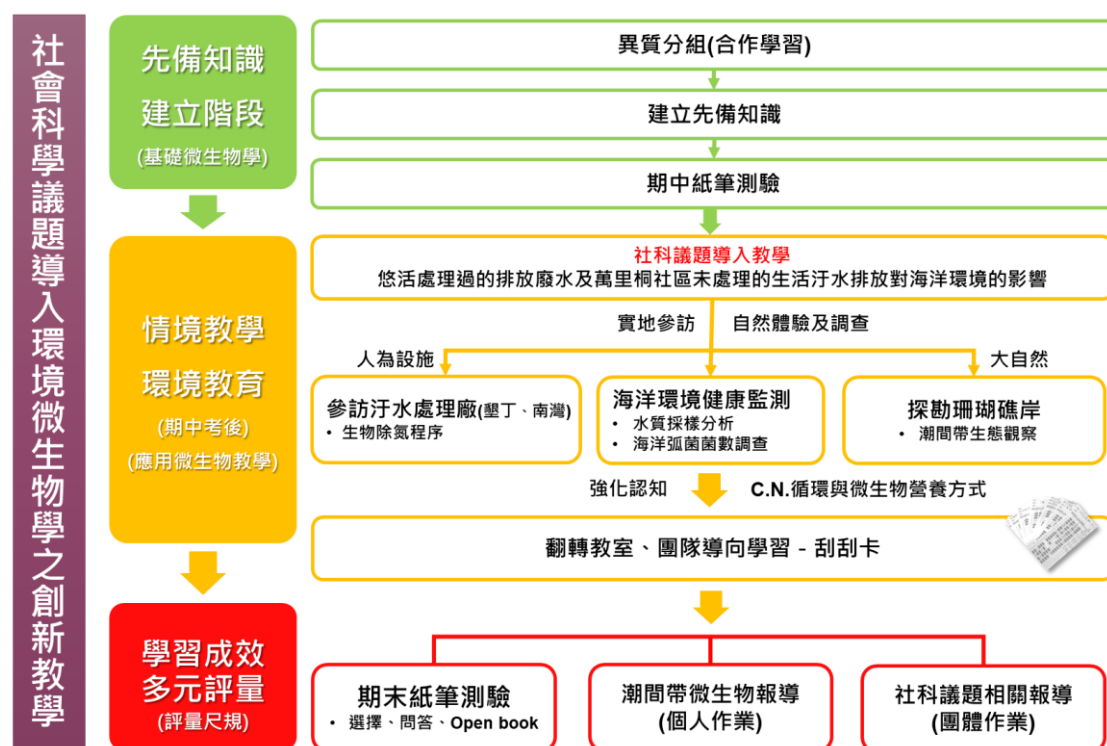 社會科學議題導入環境微生物學之創新教學
先備知識
建立階段
(基礎微生物學)
異質分組(合作學習)
建立先備知識
期中紙筆測驗
情境教學
環境教育
(期中考後)
(應用微生物教學)
社科議題導入教學
悠活處理過的排放廢水及萬里桐社區未處理的生活汙水排放對海洋環境的影響
實地參訪 自然體驗及調查
人為設施
大自然
參訪汙水處理廠(墾丁、南灣)
• 生物除氮程序
海洋環境健康監測
• 水質採樣分析
• 海洋弧菌菌數調查
探勘珊瑚礁岸
• 潮間帶生態觀察
強化認知 C.N.循環與微生物營養方式
翻轉教室、團隊導向學習 - 刮刮卡
學習成效
多元評量
(評量尺規)
期末紙筆測驗
• 選擇、問答、Open book
潮間帶微生物報導
(個人作業)
社科議題相關報導
(團體作業)